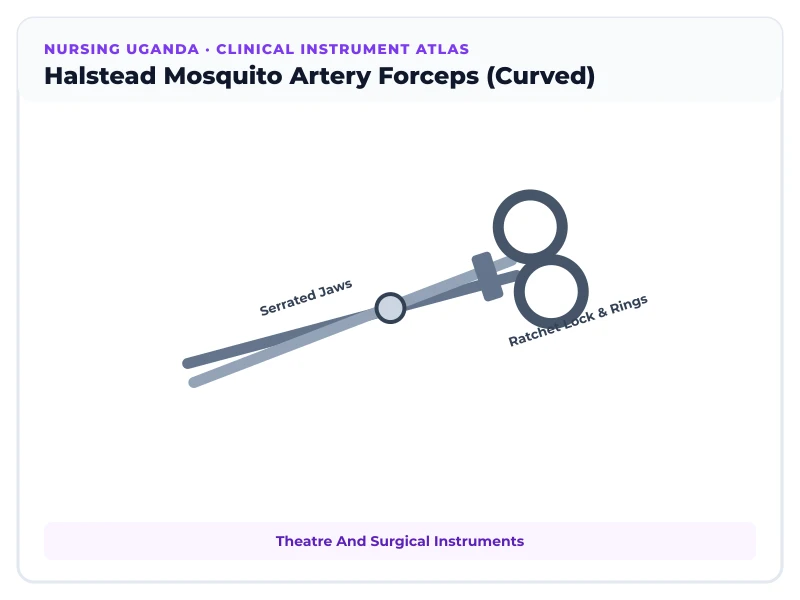 NURSING UGANDA · CLINICAL INSTRUMENT ATLAS
Halstead Mosquito Artery Forceps (Curved)
Serrated Jaws
Ratchet Lock & Rings
Theatre And Surgical Instruments